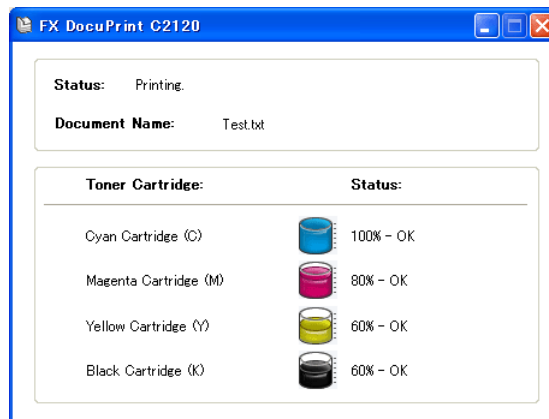 FX DocuPrint C2120
Status: Printing.
Document Name: Test.txt
Toner Cartridge: Status:
Cyan Cartridge (C) 100% - OK
Magenta Cartridge (M) 80% - OK
Yellow Cartridge (Y) 60% - OK
Black Cartridge (K) 60% - OK